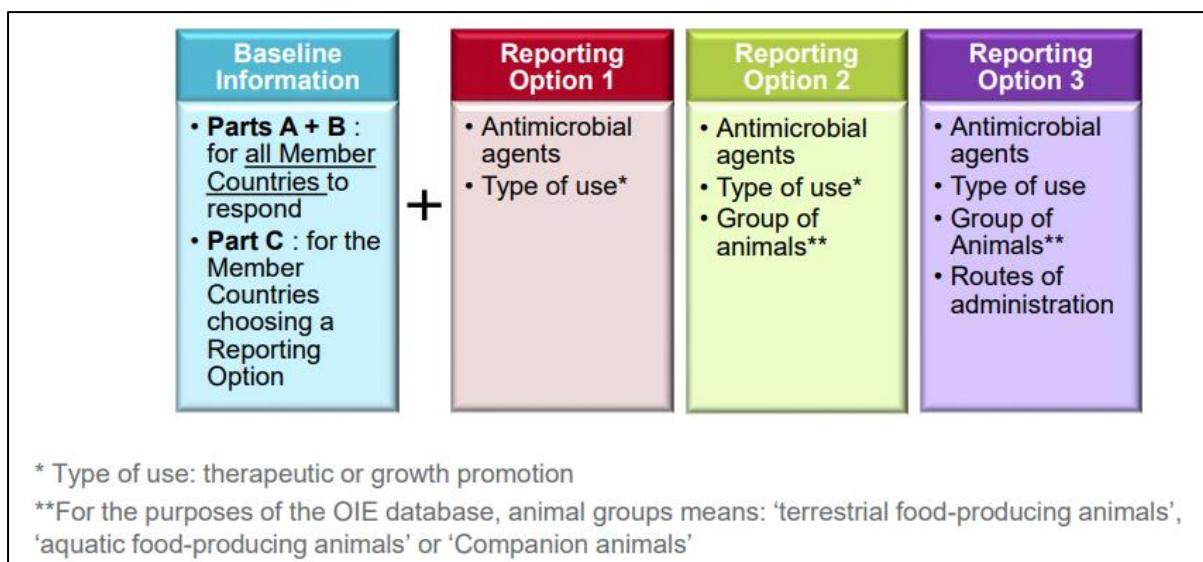 Baseline
Information
• Parts A + B :
for all Member
Countries to
respond
• Part C : for the
Member
Countries
choosing a
Reporting
Option
+
Reporting
Option 1
• Antimicrobial
agents
• Type of use*
Reporting
Option 2
• Antimicrobial
agents
• Type of use*
• Group of
animals**
Reporting
Option 3
• Antimicrobial
agents
• Type of use
• Group of
Animals**
• Routes of
administration
* Type of use: therapeutic or growth promotion
**For the purposes of the OIE database, animal groups means: ‘terrestrial food-producing animals’,
‘aquatic food-producing animals’ or ‘Companion animals’